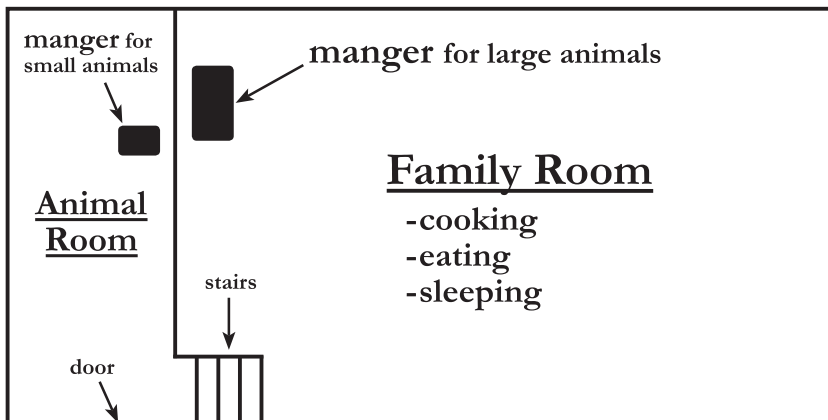 manger for
small animals
manger for large animals
Family Room
-cooking
-eating
-sleeping
Animal
Room
stairs
door